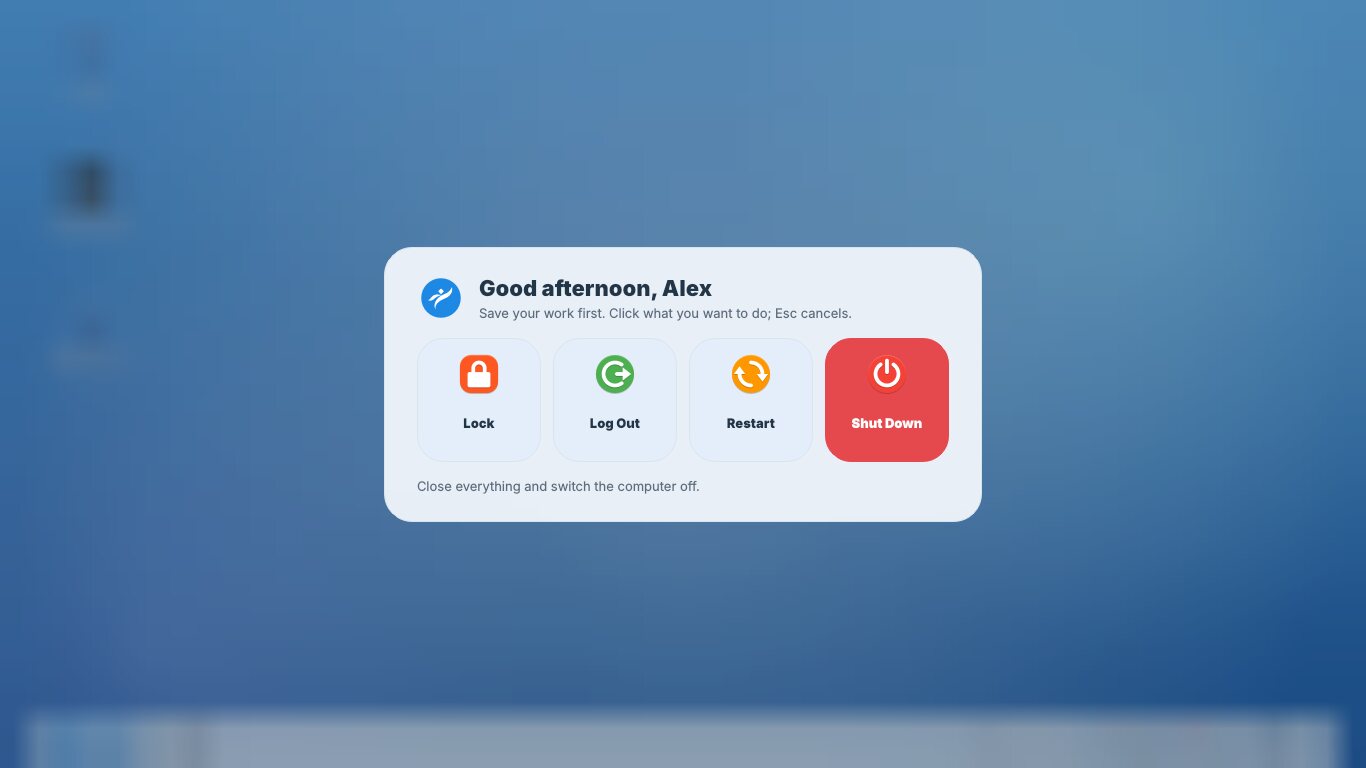 Good afternoon, Alex
Save your work first. Click what you want to do; Esc cancels.
Lock
Log Out
Restart
Shut Down
Close everything and switch the computer off.